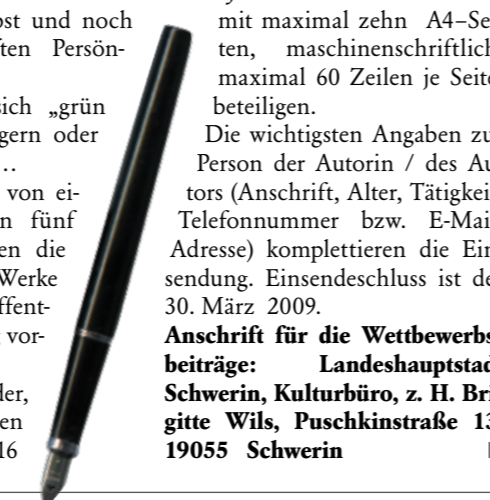 ost und noch
ften Persön-
sich „grün
gern oder
..
von ei-
n fünf
en die
Werke
ffent-
vor-
der,
en
16
mit maximal zehn A4–Se
ten, maschinenschriftlich
maximal 60 Zeilen je Seite
beteiligen.
Die wichtigsten Angaben zu
Person der Autorin / des Au
tors (Anschrift, Alter, Tätigkei
Telefonnummer bzw. E-Mai
Adresse) komplettieren die Ein
sendung. Einsendeschluss ist de
30. März 2009.
Anschrift für die Wettbewerbs
beiträge: Landeshauptstad
Schwerin, Kulturbüro, z. H. Bri
gitte Wils, Puschkinstraße 13
19055 Schwerin